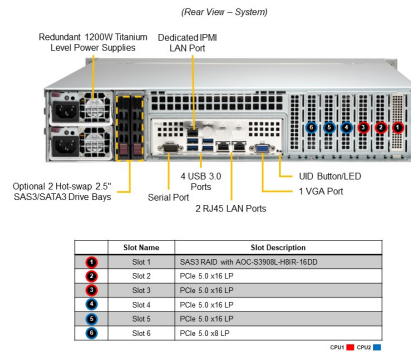 (Rear View – System)
Redundant 1200W Titanium
Level Power Supplies
Dedicated IPMI
LAN Port
6 5 4 3 2 1
Optional 2 Hot-swap 2.5"
SAS3/SATA3 Drive Bays
Serial Port
4 USB 3.0
Ports
2 RJ45 LAN Ports
UID Button/LED
1 VGA Port
Slot Name Slot Description
1 Slot 1 SAS3 RAID with AOC-S3908L-H8IR-16DD
2 Slot 2 PCIe 5.0 x16 LP
3 Slot 3 PCIe 5.0 x16 LP
4 Slot 4 PCIe 5.0 x16 LP
5 Slot 5 PCIe 5.0 x16 LP
6 Slot 6 PCIe 5.0 x8 LP
CPU1 CPU2